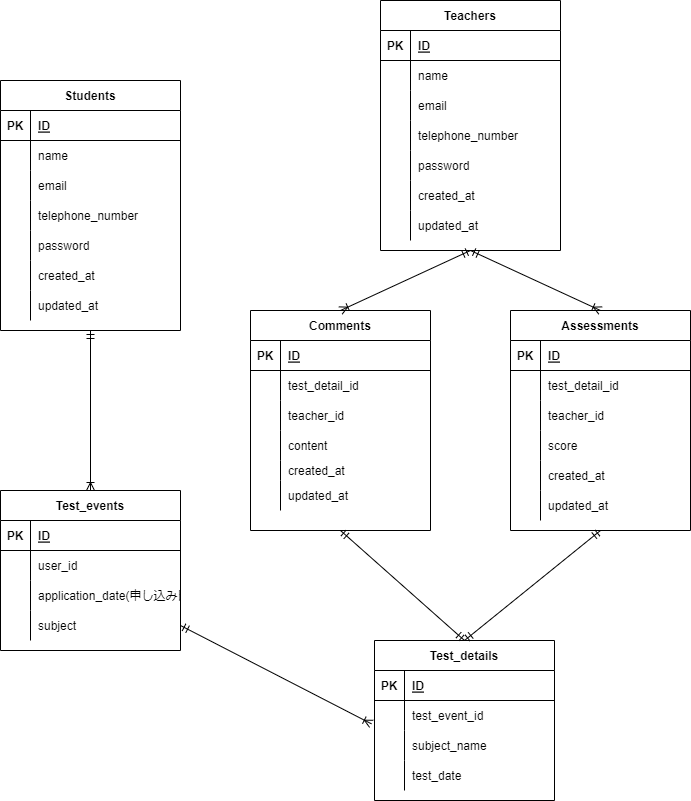 Teachers
PK ID
name
email
telephone_number
password
created_at
updated_at
Students
PK ID
name
email
telephone_number
password
created_at
updated_at
Comments
PK ID
test_detail_id
teacher_id
content
created_at
updated_at
Assessments
PK ID
test_detail_id
teacher_id
score
created_at
updated_at
Test_events
PK ID
user_id
application_date(申し込み
subject
Test_details
PK ID
test_event_id
subject_name
test_date